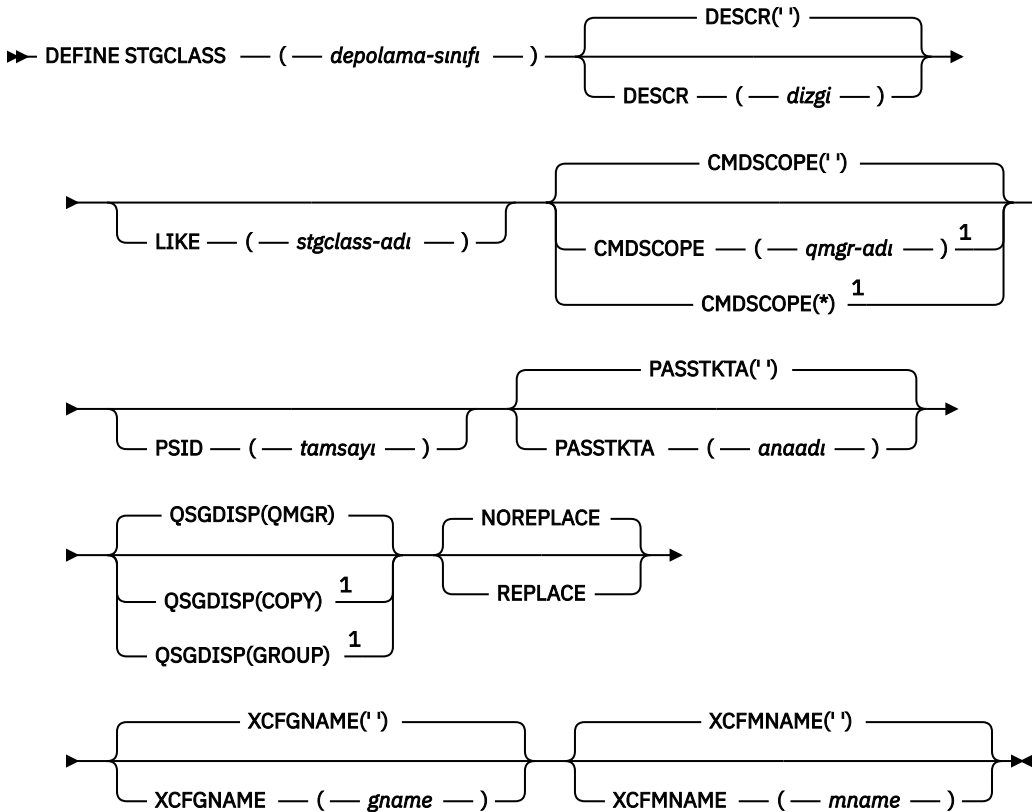 DESCR(' ')
DEFINE STGCLASS ( depolama-sınıfı )
DESCR ( dizgi )
CMDSCOPE(' ')
LIKE ( stgclass-adı )
CMDSCOPE ( qmgr-adı ) 1
CMDSCOPE(*) 1
PASSTKTA(' ')
PSID ( tamsayı )
PASSTKTA ( anaadı )
QSGDISP(QMGR)
NOREPLACE
QSGDISP(COPY) 1
REPLACE
QSGDISP(GROUP) 1
XCFGNAME(' ')
XCFMNAME(' ')
XCFGNAME ( gname )
XCFMNAME ( mname )